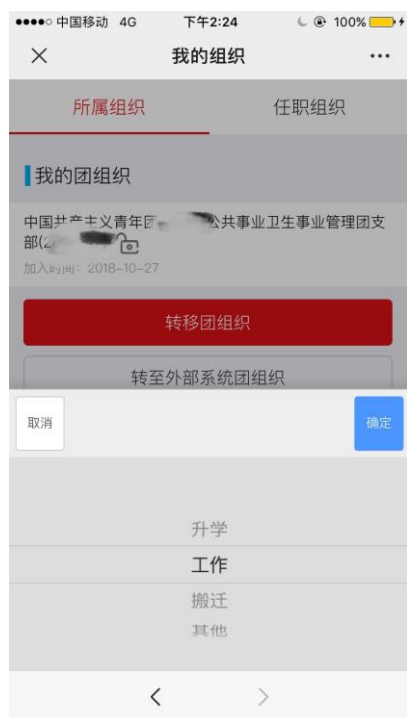 中国移动 4G 下午2:24 100%
我的组织
所属组织 任职组织
我的团组织
中国共产主义青年团 公共事业卫生事业管理团支
部(
加入时间：2018-10-27
转移团组织
转至外部系统团组织
取消 确定
升学
工作
搬迁
其他